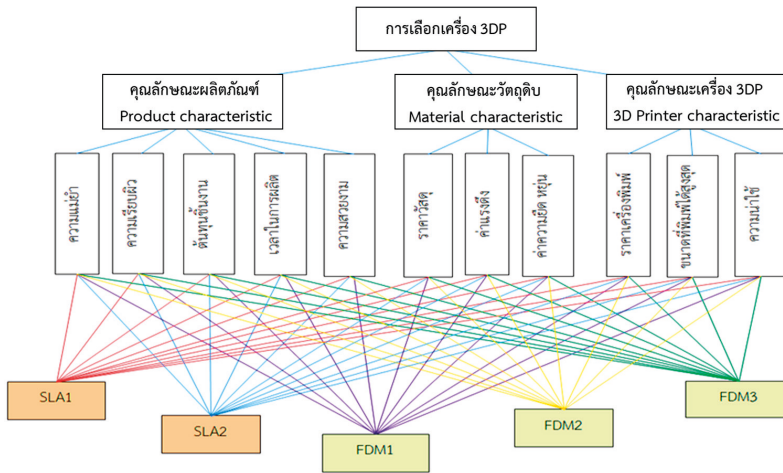 การเลือกเครื่อง 3DP
คุณลักษณะผลิตภัณฑ์
Product characteristic
คุณลักษณะวัตถุดิบ
Material characteristic
คุณลักษณะเครื่อง 3DP
3D Printer characteristic
ความแม่ยำ
ความเรียบผิว
ต้นทุนชิ้นงาน
เวลาในการผลิต
ความสวยงาม
ราคาวัสดุ
ค่าแรงดึง
ค่าความยืด หยุ่น
ราคาเครื่องพิมพ์
ขนาดที่พิมพ์ได้สูงสุด
ความน่าใช้
SLA1
SLA2
FDM1
FDM2
FDM3